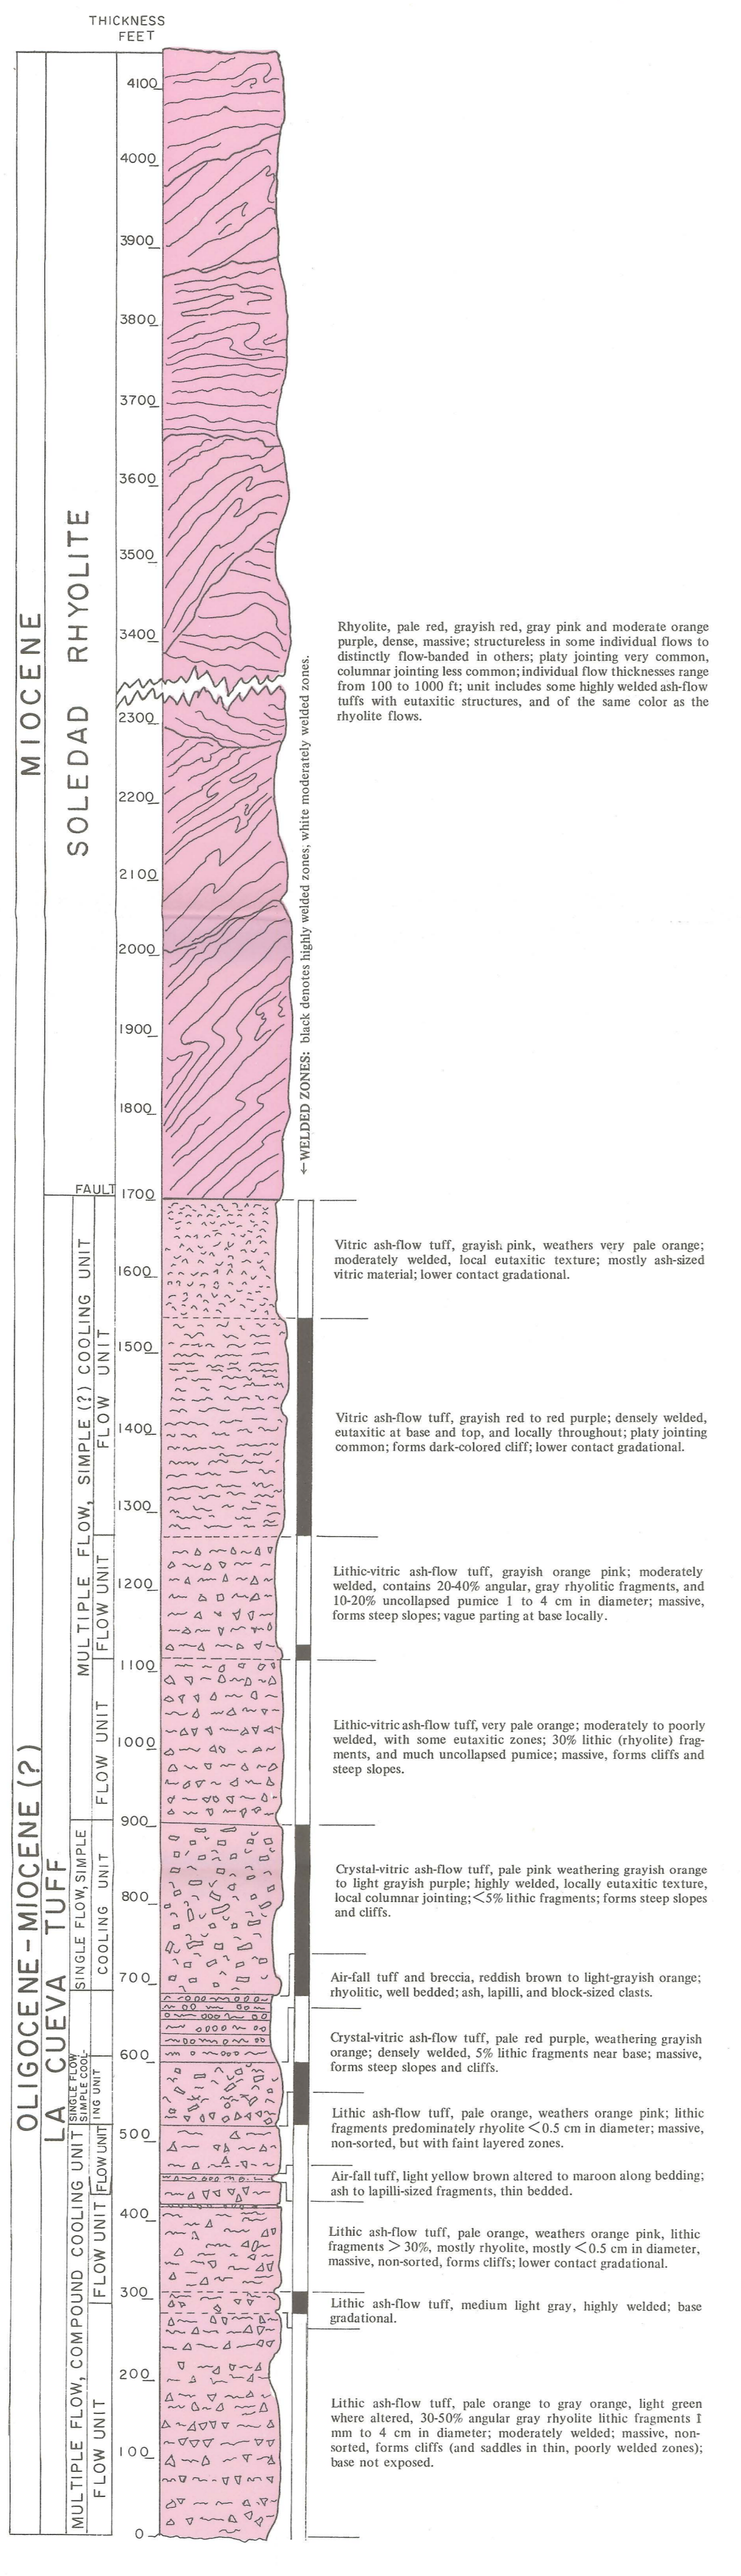 THICKNESS
FEET
4100
4000
3900
3800
3700
3600
3500
3400
2300
2200
2100
2000
1900
1800
FAULT
1700
1600
1500
1400
1300
1200
1100
1000
900
800
700
600
500
400
300
200
100
0
MIOCENE
SOLEDAD RHYOLITE
OLIGOCENE-MIOCENE (?)
LA CUEVA TUFF
MULTIPLE FLOW, SIMPLE (?) COOLING UNIT
FLOW UNIT
FLOW UNIT
FLOW UNIT
SINGLE FLOW, SIMPLE
COOLING UNIT
SINGLE FLOW
SIMPLE COOL-
ING UNIT
MULTIPLE FLOW, COMPOUND COOLING UNIT
FLOW UNIT
FLOW UNIT
FLOW UNIT
←WELDED ZONES: black denotes highly welded zones; white moderately welded zones.
Rhyolite, pale red, grayish red, gray pink and moderate orange
purple, dense, massive; structureless in some individual flows to
distinctly flow-banded in others; platy jointing very common,
columnar jointing less common; individual flow thicknesses range
from 100 to 1000 ft; unit includes some highly welded ash-flow
tuffs with eutaxitic structures, and of the same color as the
rhyolite flows.
Vitric ash-flow tuff, grayish pink, weathers very pale orange;
moderately welded, local eutaxitic texture; mostly ash-sized
vitric material; lower contact gradational.
Vitric ash-flow tuff, grayish red to red purple; densely welded,
eutaxitic at base and top, and locally throughout; platy jointing
common; forms dark-colored cliff; lower contact gradational.
Lithic-vitric ash-flow tuff, grayish orange pink; moderately
welded, contains 20-40% angular, gray rhyolitic fragments, and
10-20% uncollapsed pumice 1 to 4 cm in diameter; massive,
forms steep slopes; vague parting at base locally.
Lithic-vitric ash-flow tuff, very pale orange; moderately to poorly
welded, with some eutaxitic zones; 30% lithic (rhyolite) frag-
ments, and much uncollapsed pumice; massive, forms cliffs and
steep slopes.
Crystal-vitric ash-flow tuff, pale pink weathering grayish orange
to light grayish purple; highly welded, locally eutaxitic texture,
local columnar jointing; <5% lithic fragments; forms steep slopes
and cliffs.
Air-fall tuff and breccia, reddish brown to light-grayish orange;
rhyolitic, well bedded; ash, lapilli, and block-sized clasts.
Crystal-vitric ash-flow tuff, pale red purple, weathering grayish
orange; densely welded, 5% lithic fragments near base; massive,
forms steep slopes and cliffs.
Lithic ash-flow tuff, pale orange, weathers orange pink; lithic
fragments predominately rhyolite <0.5 cm in diameter; massive,
non-sorted, but with faint layered zones.
Air-fall tuff, light yellow brown altered to maroon along bedding;
ash to lapilli-sized fragments, thin bedded.
Lithic ash-flow tuff, pale orange, weathers orange pink, lithic
fragments > 30%, mostly rhyolite, mostly <0.5 cm in diameter,
massive, non-sorted, forms cliffs; lower contact gradational.
Lithic ash-flow tuff, medium light gray, highly welded; base
gradational.
Lithic ash-flow tuff, pale orange to gray orange, light green
where altered, 30-50% angular gray rhyolite lithic fragments 1
mm to 4 cm in diameter; moderately welded; massive, non-
sorted, forms cliffs (and saddles in thin, poorly welded zones);
base not exposed.